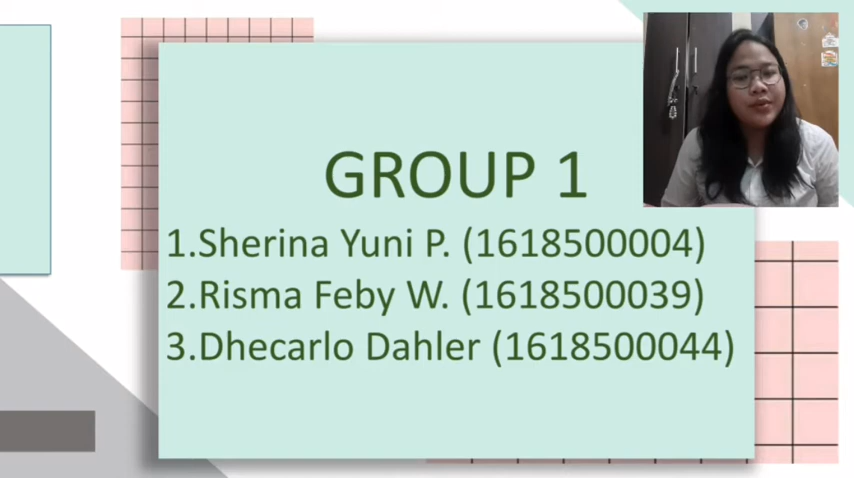 GROUP 1
1.Sherina Yuni P. (1618500004)
2.Risma Feby W. (1618500039)
3.Dhecarlo Dahler (1618500044)